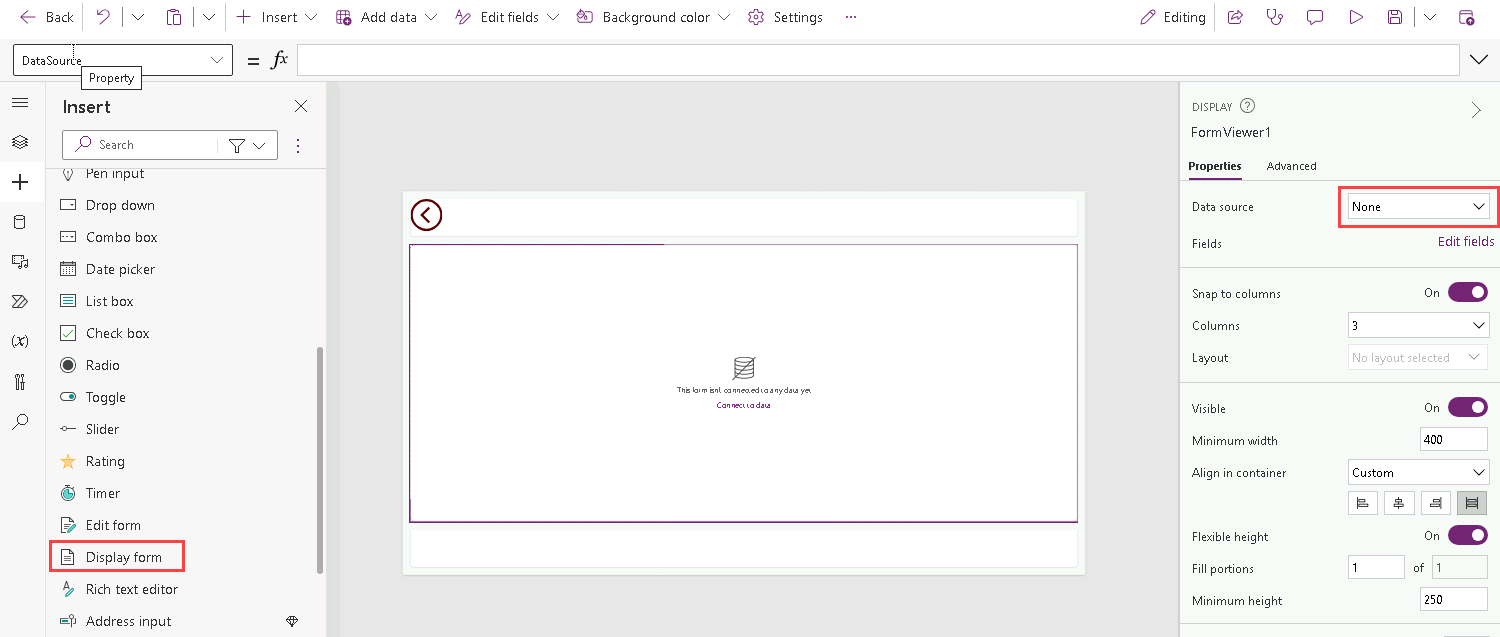 Back Insert Add data Edit fields Background color Settings ... Editing
DataSource = fx
Property
Insert
Search
Pen input
Drop down
Combo box
Date picker
List box
Check box
Radio
Toggle
Slider
Rating
Timer
Edit form
Display form
Rich text editor
Address input
(x)
This form isn't connected to any data yet.
Connect to data
DISPLAY ?
FormViewer1
Properties Advanced
Data source None
Fields Edit fields
Snap to columns On
Columns 3
Layout No layout selected
Visible On
Minimum width 400
Align in container Custom
Flexible height On
Fill portions 1 of 1
Minimum height 250